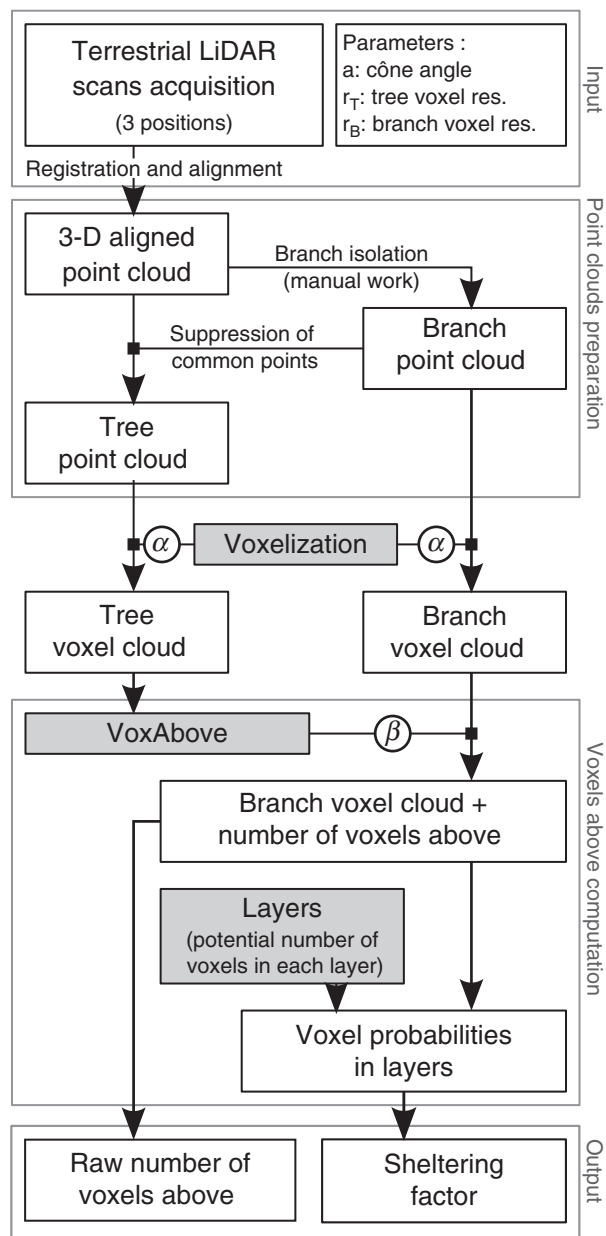 Terrestrial LiDAR
scans acquisition
(3 positions)
Parameters :
a: cône angle
r_T: tree voxel res.
r_B: branch voxel res.
Input
Registration and alignment
3-D aligned
point cloud
Branch isolation
(manual work)
Suppression of
common points
Branch
point cloud
Tree
point cloud
Point clouds preparation
α
Voxelization
α
Tree
voxel cloud
Branch
voxel cloud
VoxAbove
β
Branch voxel cloud +
number of voxels above
Layers
(potential number of
voxels in each layer)
Voxel probabilities
in layers
Voxels above computation
Raw number of
voxels above
Sheltering
factor
Output